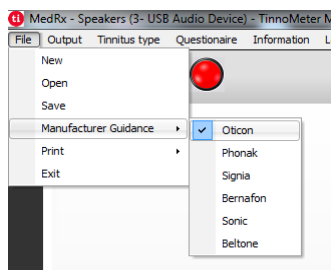 ti MedRx - Speakers (3- USB Audio Device) - TinnoMeter
File Output Tinnitus type Questionaire Information
New
Open
Save
Manufacturer Guidance
Print
Exit
Oticon
Phonak
Signia
Bernafon
Sonic
Beltone